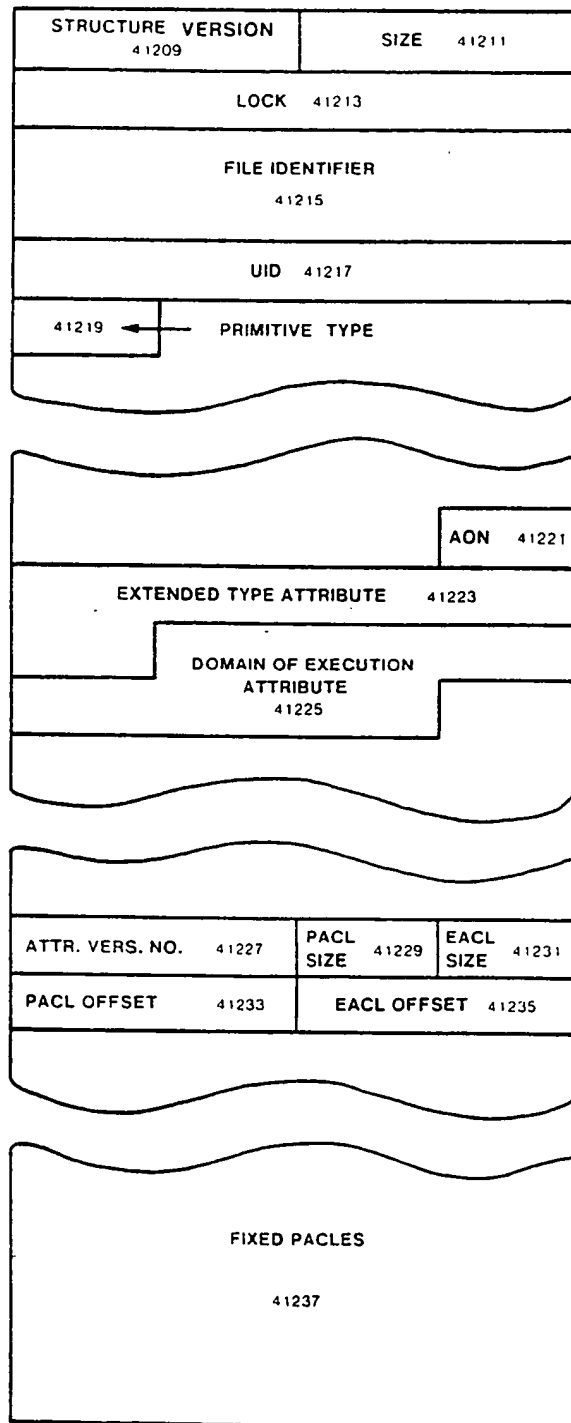 STRUCTURE VERSION
41209
SIZE 41211
LOCK 41213
FILE IDENTIFIER
41215
UID 41217
41219 PRIMITIVE TYPE
AON 41221
EXTENDED TYPE ATTRIBUTE 41223
DOMAIN OF EXECUTION
ATTRIBUTE
41225
ATTR. VERS. NO. 41227
PACL
SIZE 41229
EACL
SIZE 41231
PACL OFFSET 41233
EACL OFFSET 41235
FIXED PACLES
41237